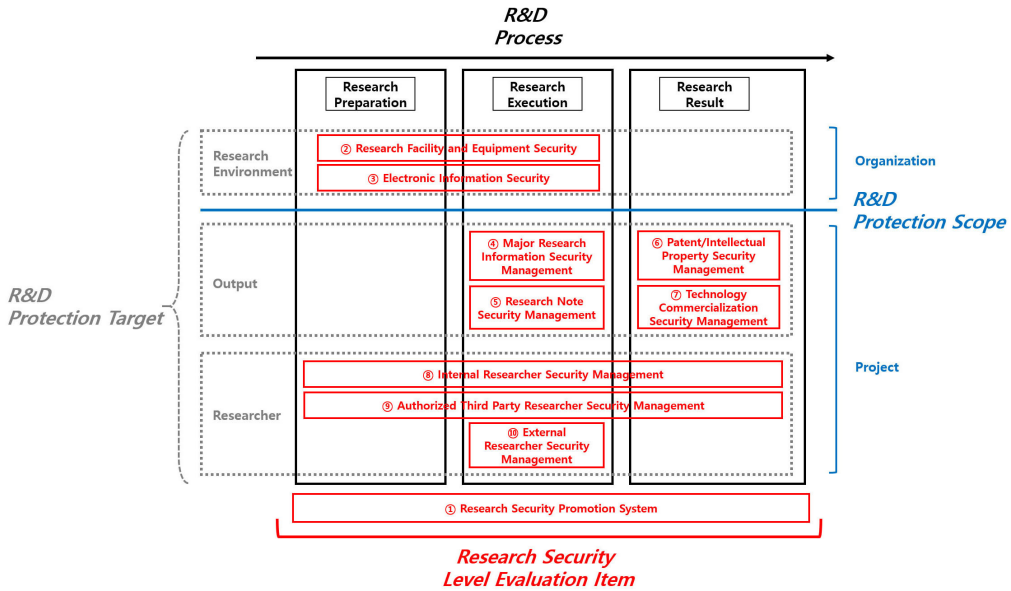 R&D
Process
Research
Preparation
Research
Execution
Research
Result
Research
Environment
② Research Facility and Equipment Security
③ Electronic Information Security
Organization
R&D
Protection Scope
Output
④ Major Research
Information Security
Management
⑤ Research Note
Security Management
⑥ Patent/Intellectual
Property Security
Management
⑦ Technology
Commercialization
Security Management
R&D
Protection Target
Project
Researcher
⑧ Internal Researcher Security Management
⑨ Authorized Third Party Researcher Security Management
⑩ External
Researcher Security
Management
① Research Security Promotion System
Research Security
Level Evaluation Item